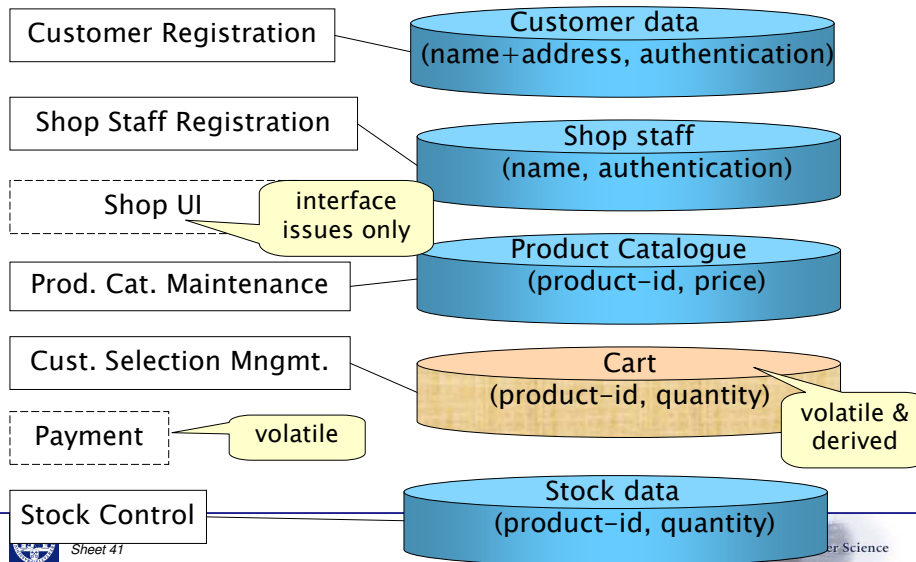 Customer Registration
Customer data
(name+address, authentication)
Shop Staff Registration
Shop staff
(name, authentication)
Shop UI
interface
issues only
Product Catalogue
(product-id, price)
Prod. Cat. Maintenance
Cust. Selection Mngmt.
Cart
(product-id, quantity)
volatile &
derived
Payment
volatile
Stock Control
Stock data
(product-id, quantity)
Sheet 41
Science